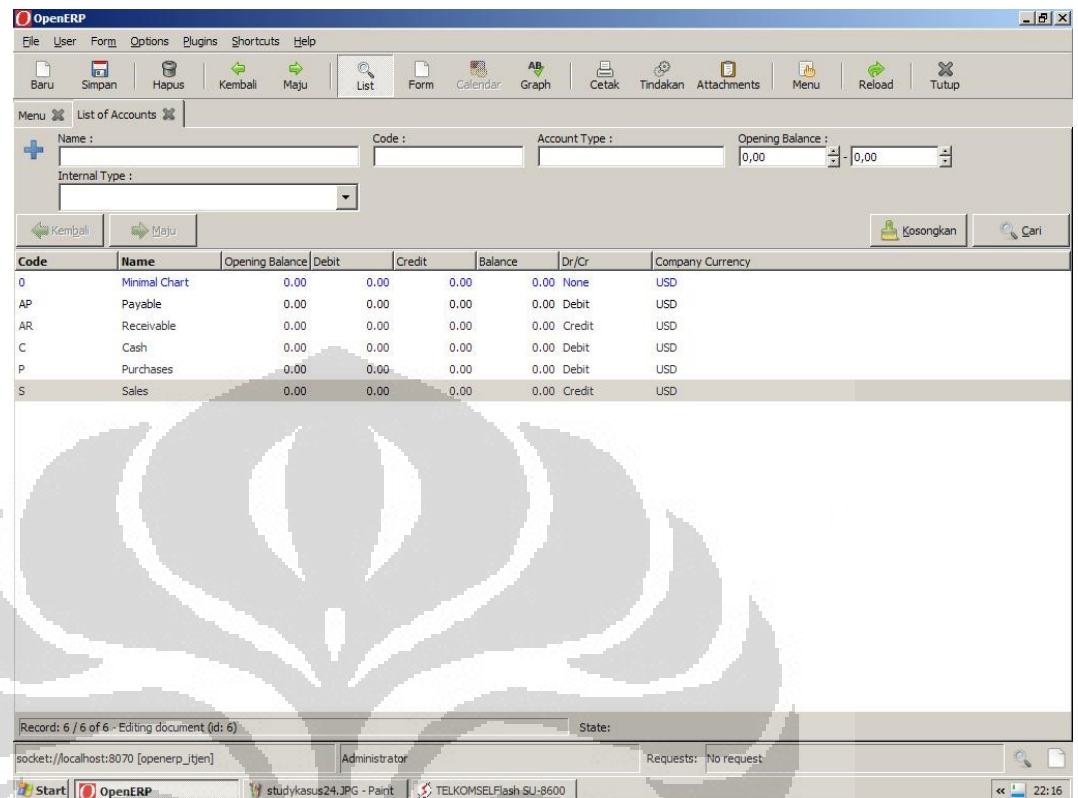 OpenERP
File User Form Options Plugins Shortcuts Help
Baru Simpan Hapus Kembali Maju List Form Calendar Graph Cetak Tindakan Attachments Menu Reload Tutup
Menu List of Accounts
Name : Code : Account Type : Opening Balance :
0,00 - 0,00
Internal Type :
Kembali Maju Kosongkan Cari
Code Name Opening Balance Debit Credit Balance Dr/Cr Company Currency
0 Minimal Chart 0.00 0.00 0.00 0.00 None USD
AP Payable 0.00 0.00 0.00 0.00 Debit USD
AR Receivable 0.00 0.00 0.00 0.00 Credit USD
C Cash 0.00 0.00 0.00 0.00 Debit USD
P Purchases 0.00 0.00 0.00 0.00 Debit USD
S Sales 0.00 0.00 0.00 0.00 Credit USD
Record: 6 / 6 of 6 - Editing document (id: 6) State:
socket://localhost:8070 [openerp_itjen] Administrator Requests: No request
Start OpenERP studykasus24.JPG - Paint TELKOMSELFlash SU-8600 « 22:16